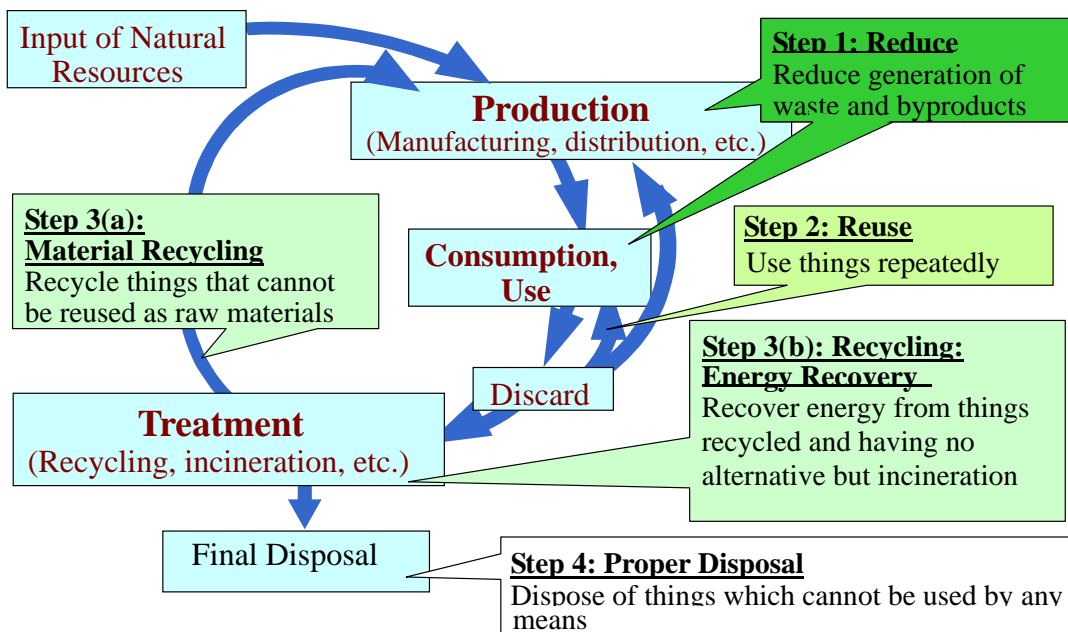 Input of Natural
Resources
Step 1: Reduce
Reduce generation of
waste and byproducts
Production
(Manufacturing, distribution, etc.)
Step 3(a):
Material Recycling
Recycle things that cannot
be reused as raw materials
Consumption,
Use
Step 2: Reuse
Use things repeatedly
Discard
Step 3(b): Recycling:
Energy Recovery
Recover energy from things
recycled and having no
alternative but incineration
Treatment
(Recycling, incineration, etc.)
Final Disposal
Step 4: Proper Disposal
Dispose of things which cannot be used by any
means